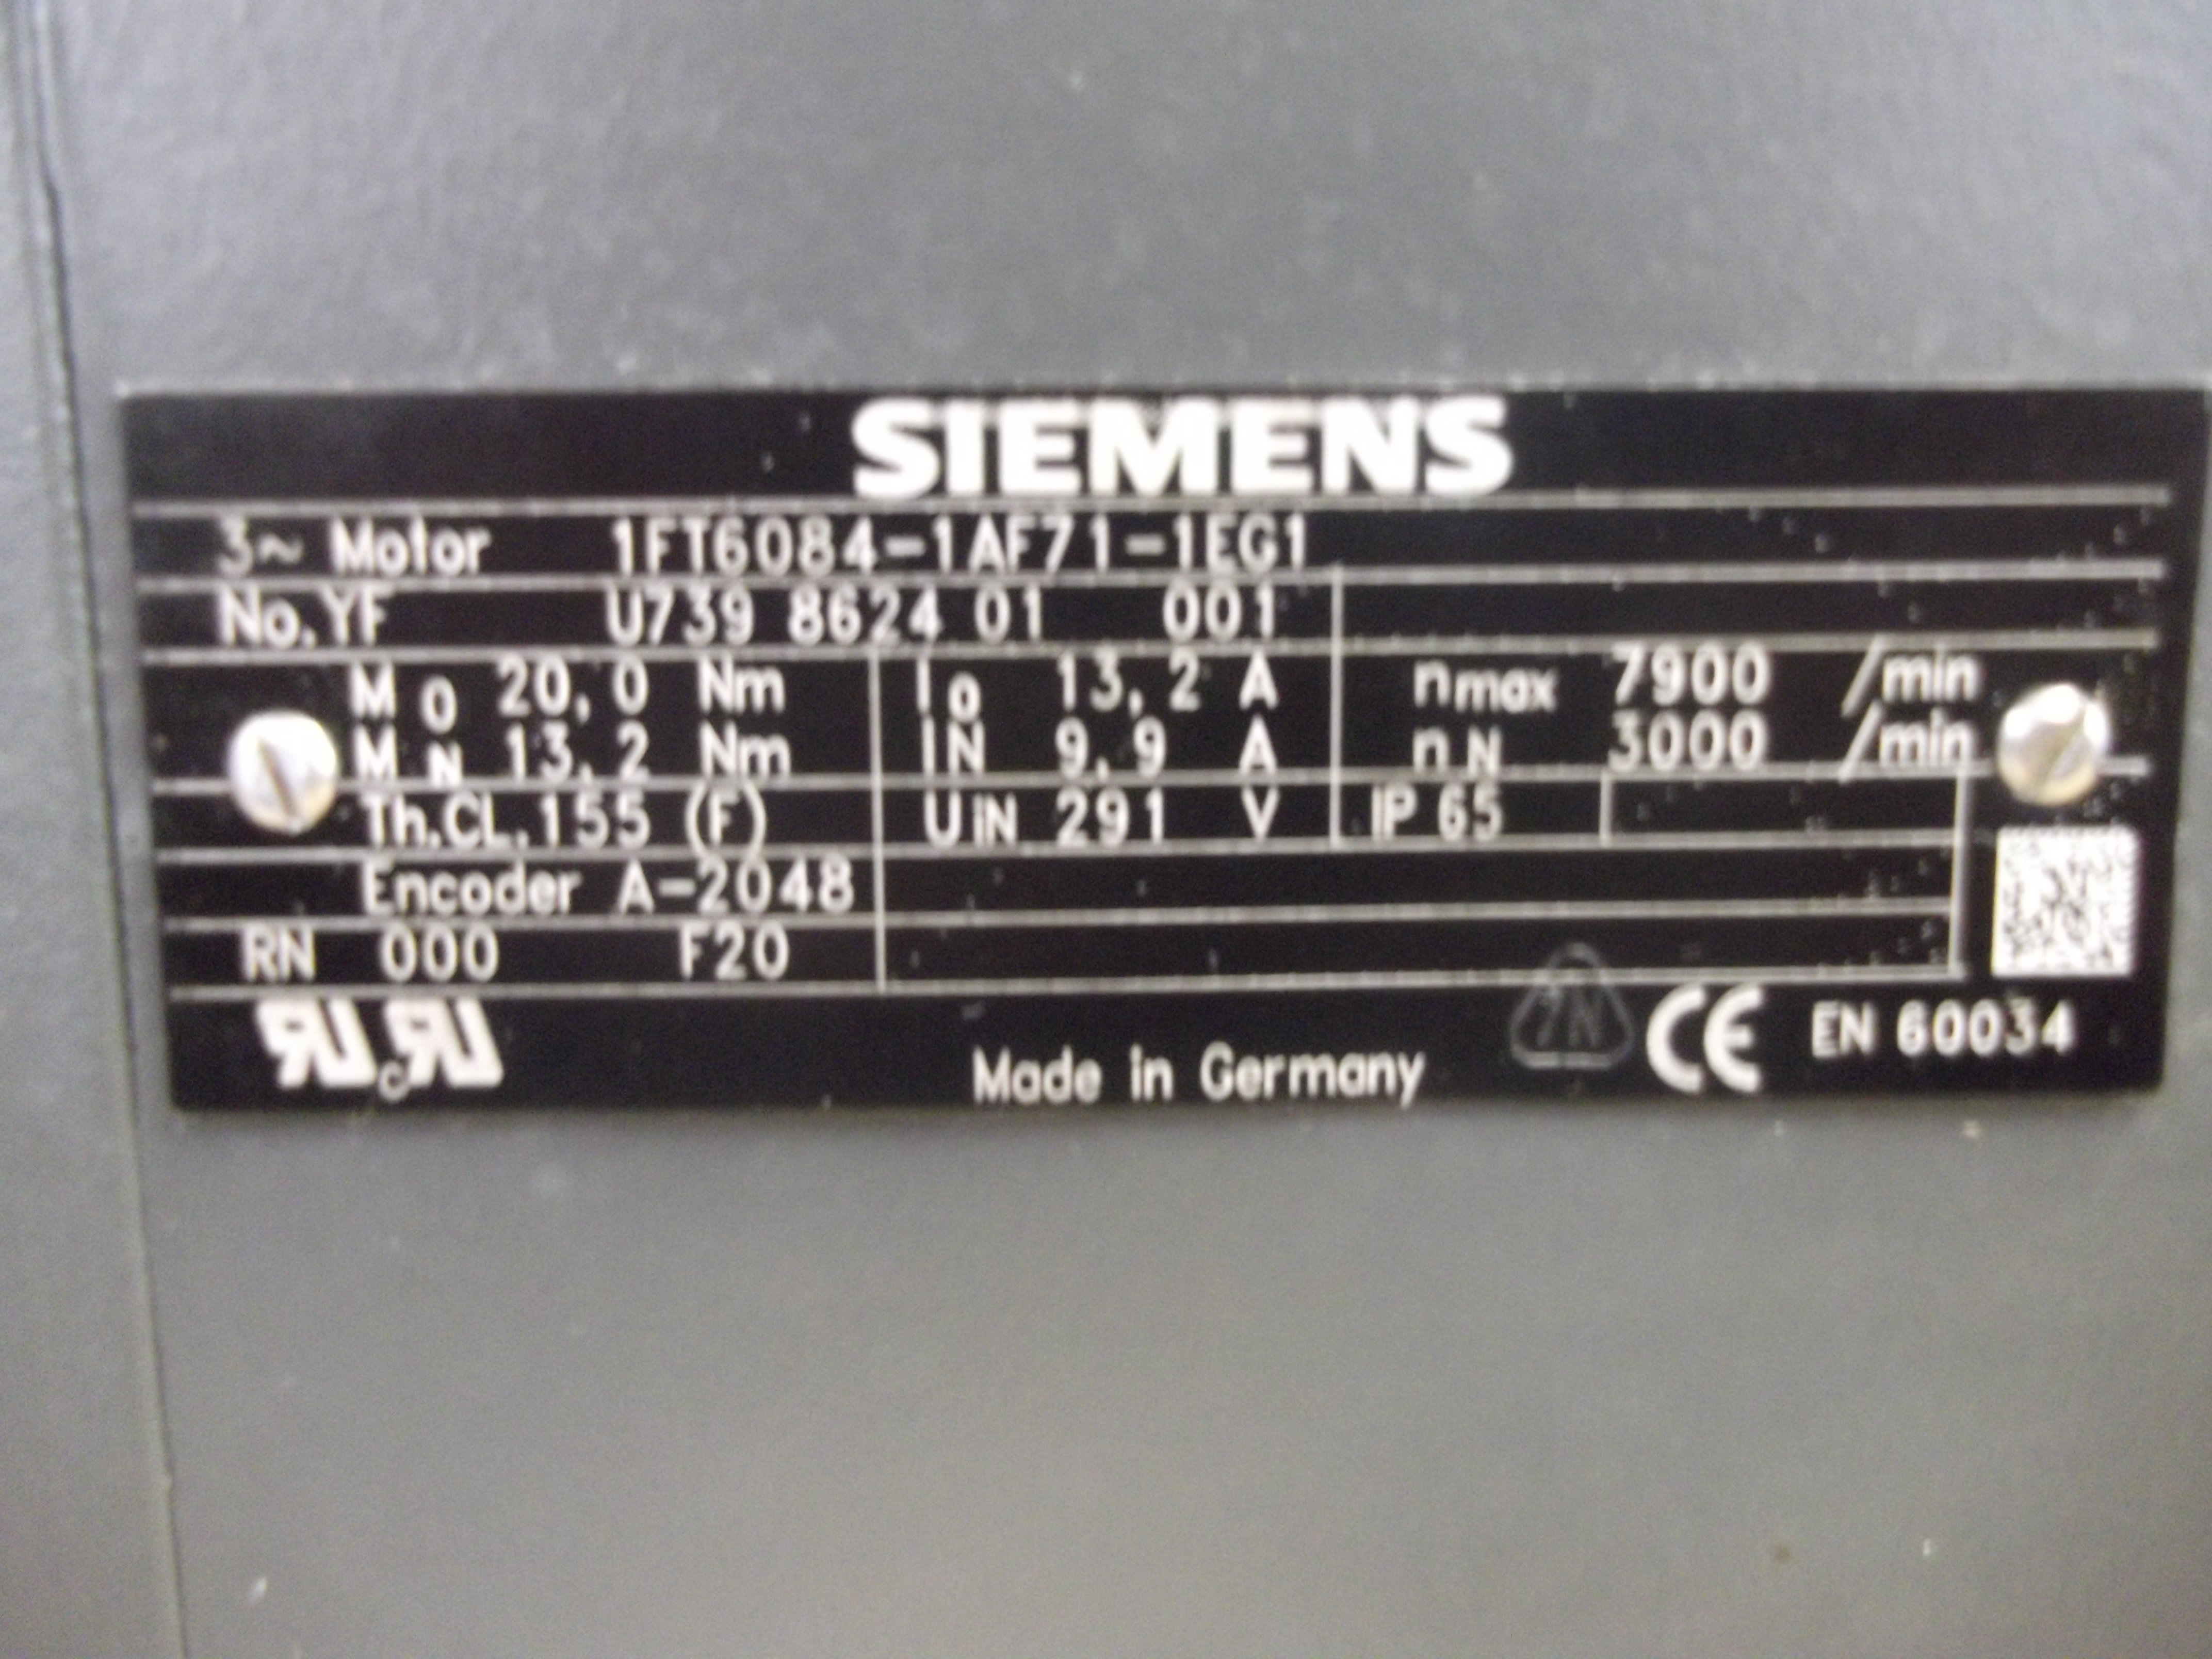 SIEMENS
3~ Motor 1FT6084-1AF71-1EG1
No.YF U739 8624 01 001
M0 20,0 Nm I0 13,2 A nmax 7900 /min
MN 13,2 Nm IN 9,9 A nN 3000 /min
Th.CL.155 (F) UiN 291 V IP 65
Encoder A-2048
RN 000 F20
Made in Germany CE EN 60034